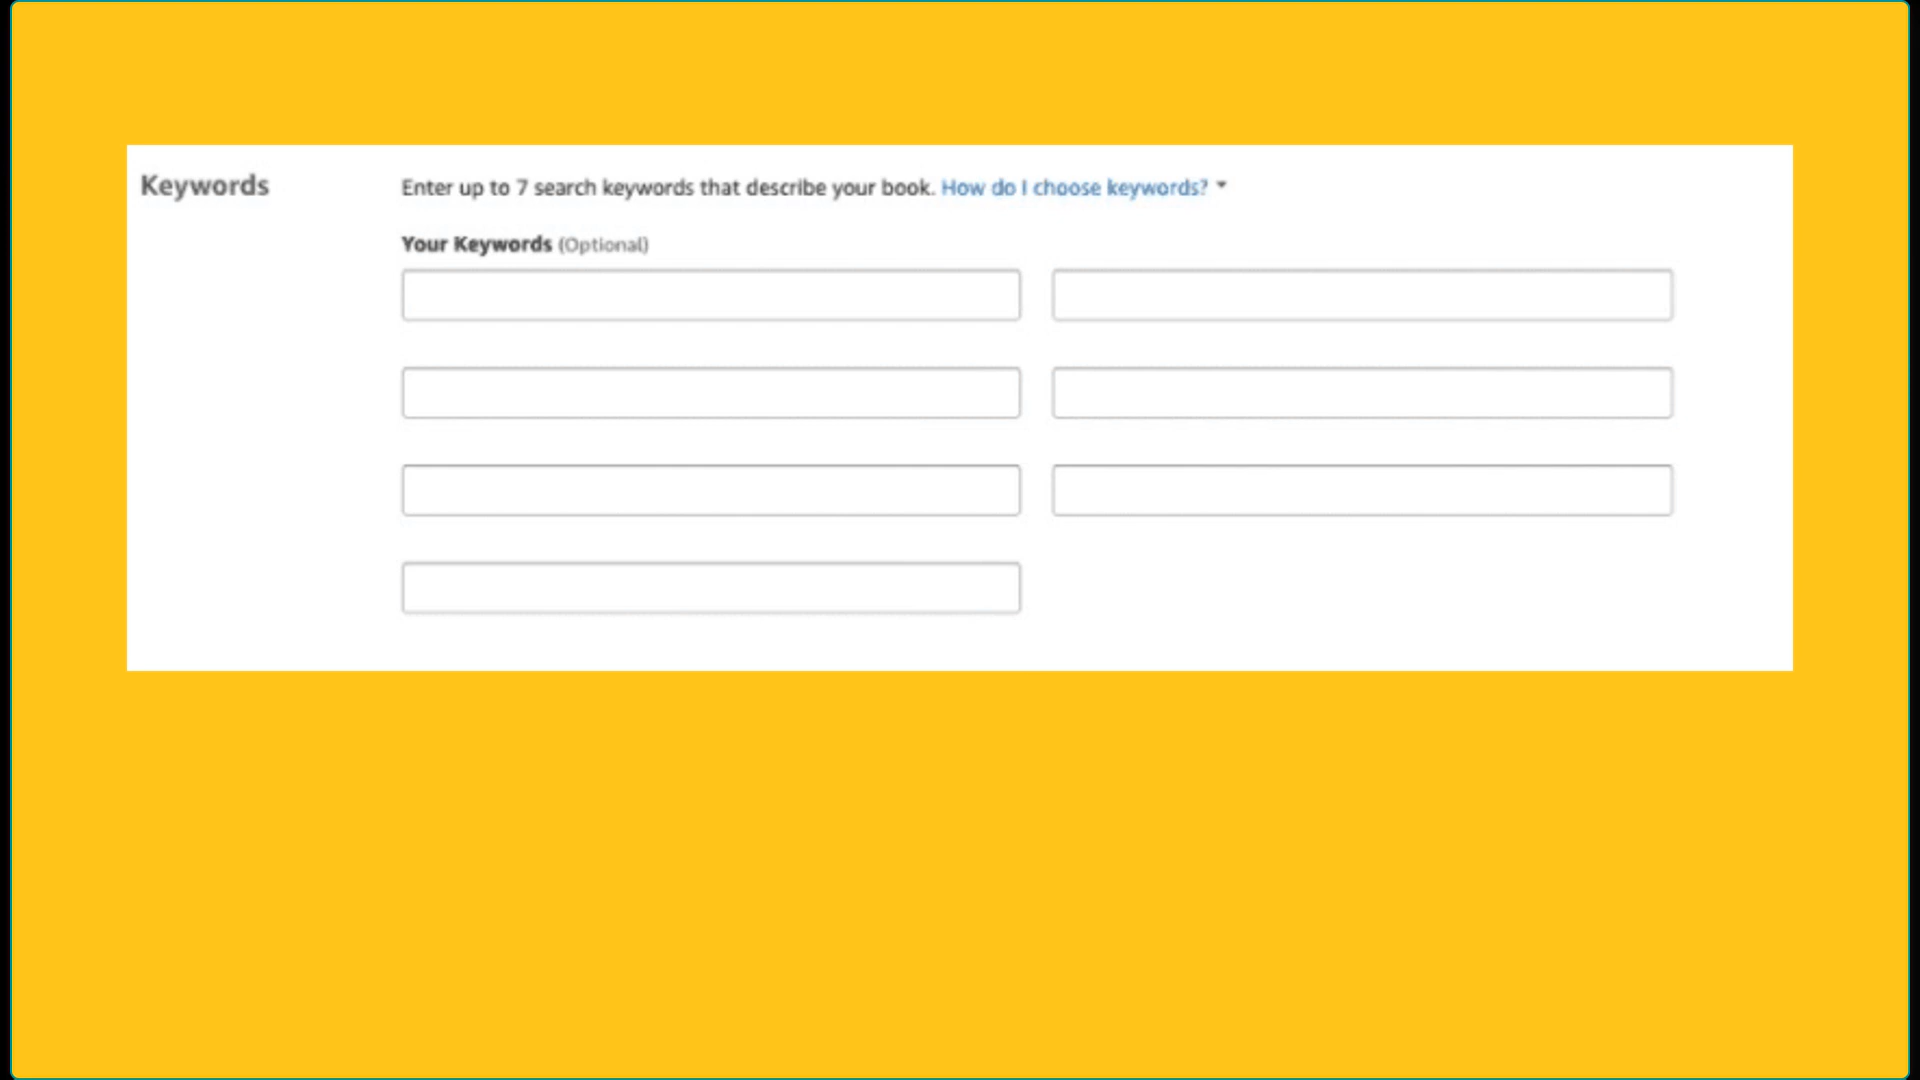 Keywords
Enter up to 7 search keywords that describe your book. How do I choose keywords?
Your Keywords (Optional)